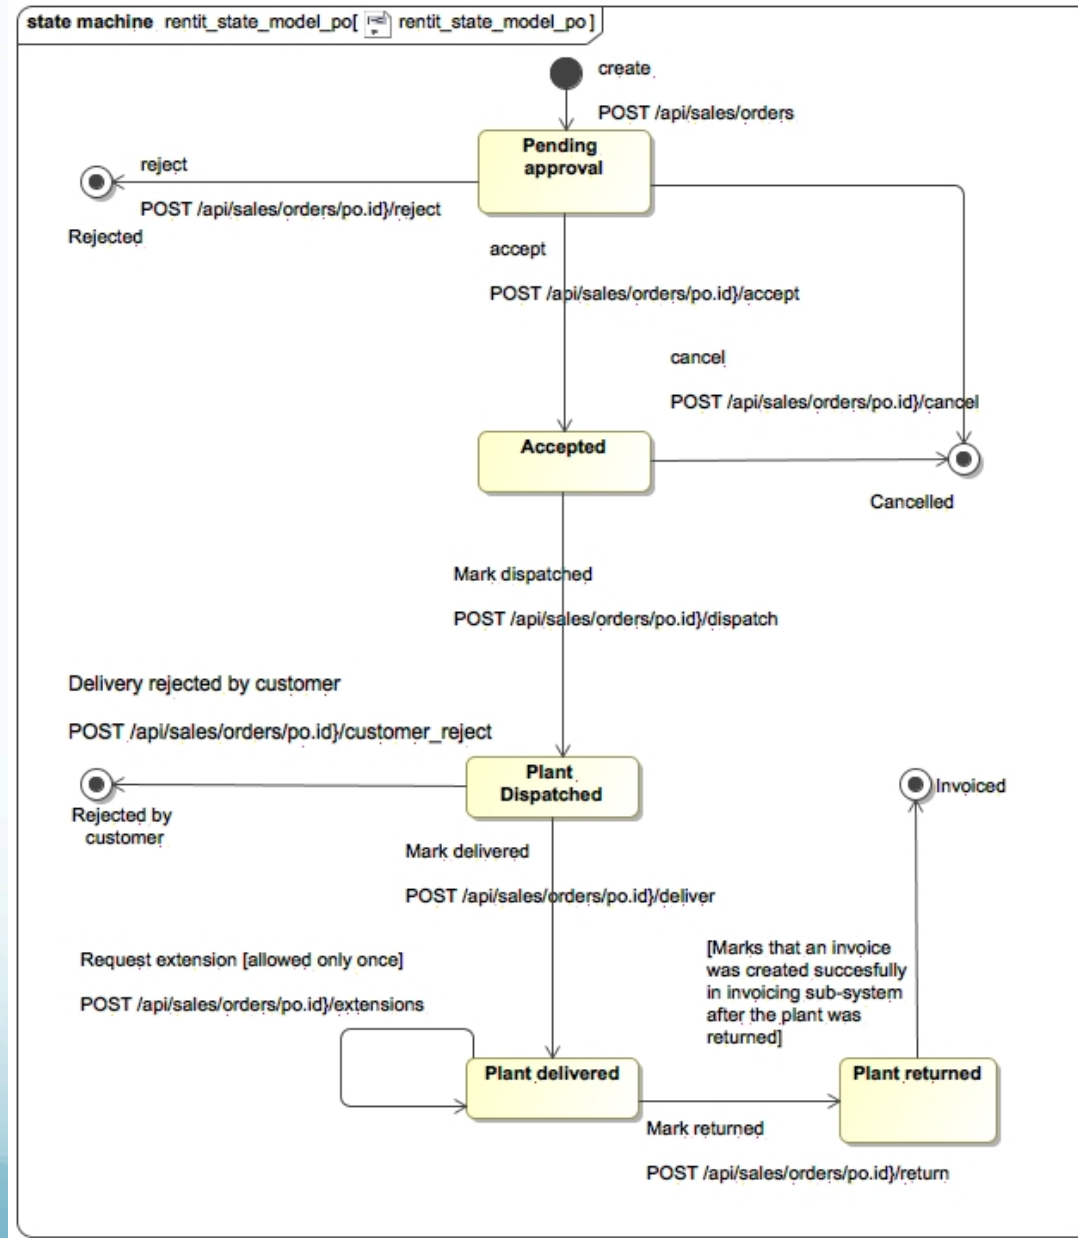 state machine rentit_state_model_po[ rentit_state_model_po]
create
POST /api/sales/orders
Pending
approval
reject
POST /api/sales/orders/po.id}/reject
Rejected
accept
POST /api/sales/orders/po.id}/accept
cancel
POST /api/sales/orders/po.id}/cancel
Accepted
Cancelled
Mark dispatched
POST /api/sales/orders/po.id}/dispatch
Delivery rejected by customer
POST /api/sales/orders/po.id}/customer_reject
Plant
Dispatched
Rejected by
customer
Invoiced
Mark delivered
POST /api/sales/orders/po.id}/deliver
Request extension [allowed only once]
POST /api/sales/orders/po.id}/extensions
[Marks that an invoice
was created succesfully
in invoicing sub-system
after the plant was
returned]
Plant delivered
Plant returned
Mark returned
POST /api/sales/orders/po.id}/return